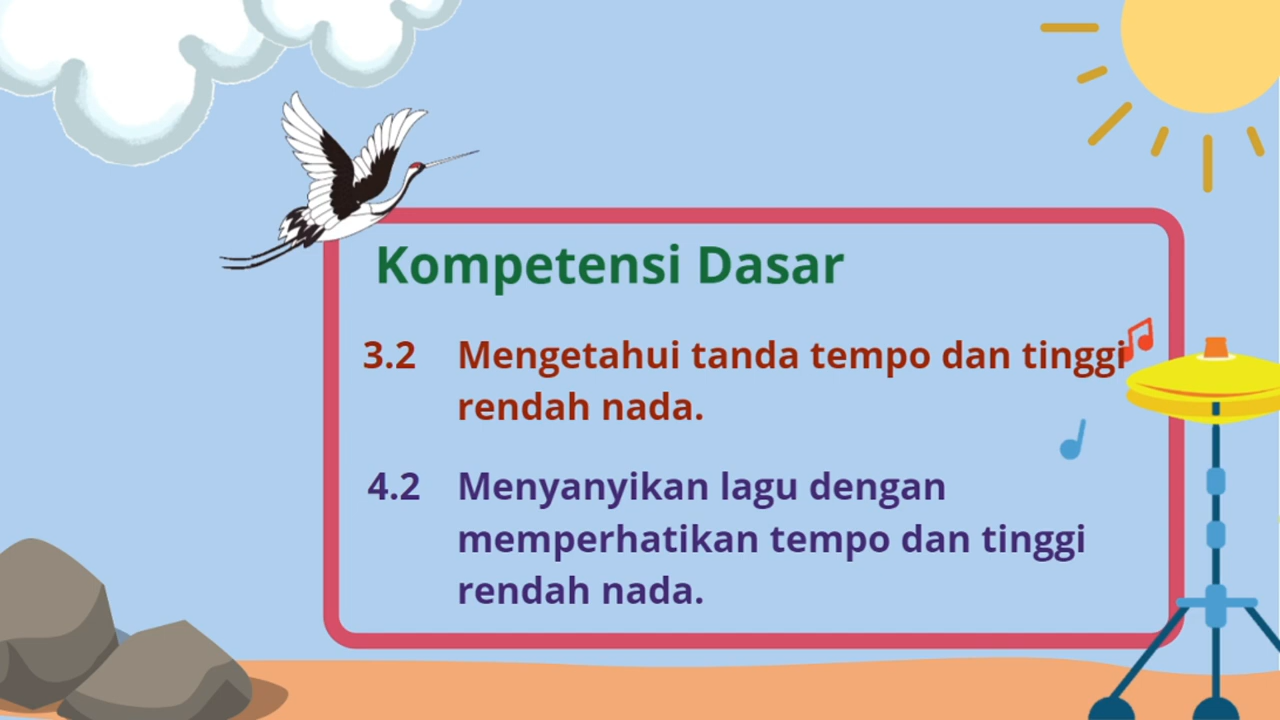 Kompetensi Dasar
3.2 Mengetahui tanda tempo dan tinggi
rendah nada.
4.2 Menyanyikan lagu dengan
memperhatikan tempo dan tinggi
rendah nada.